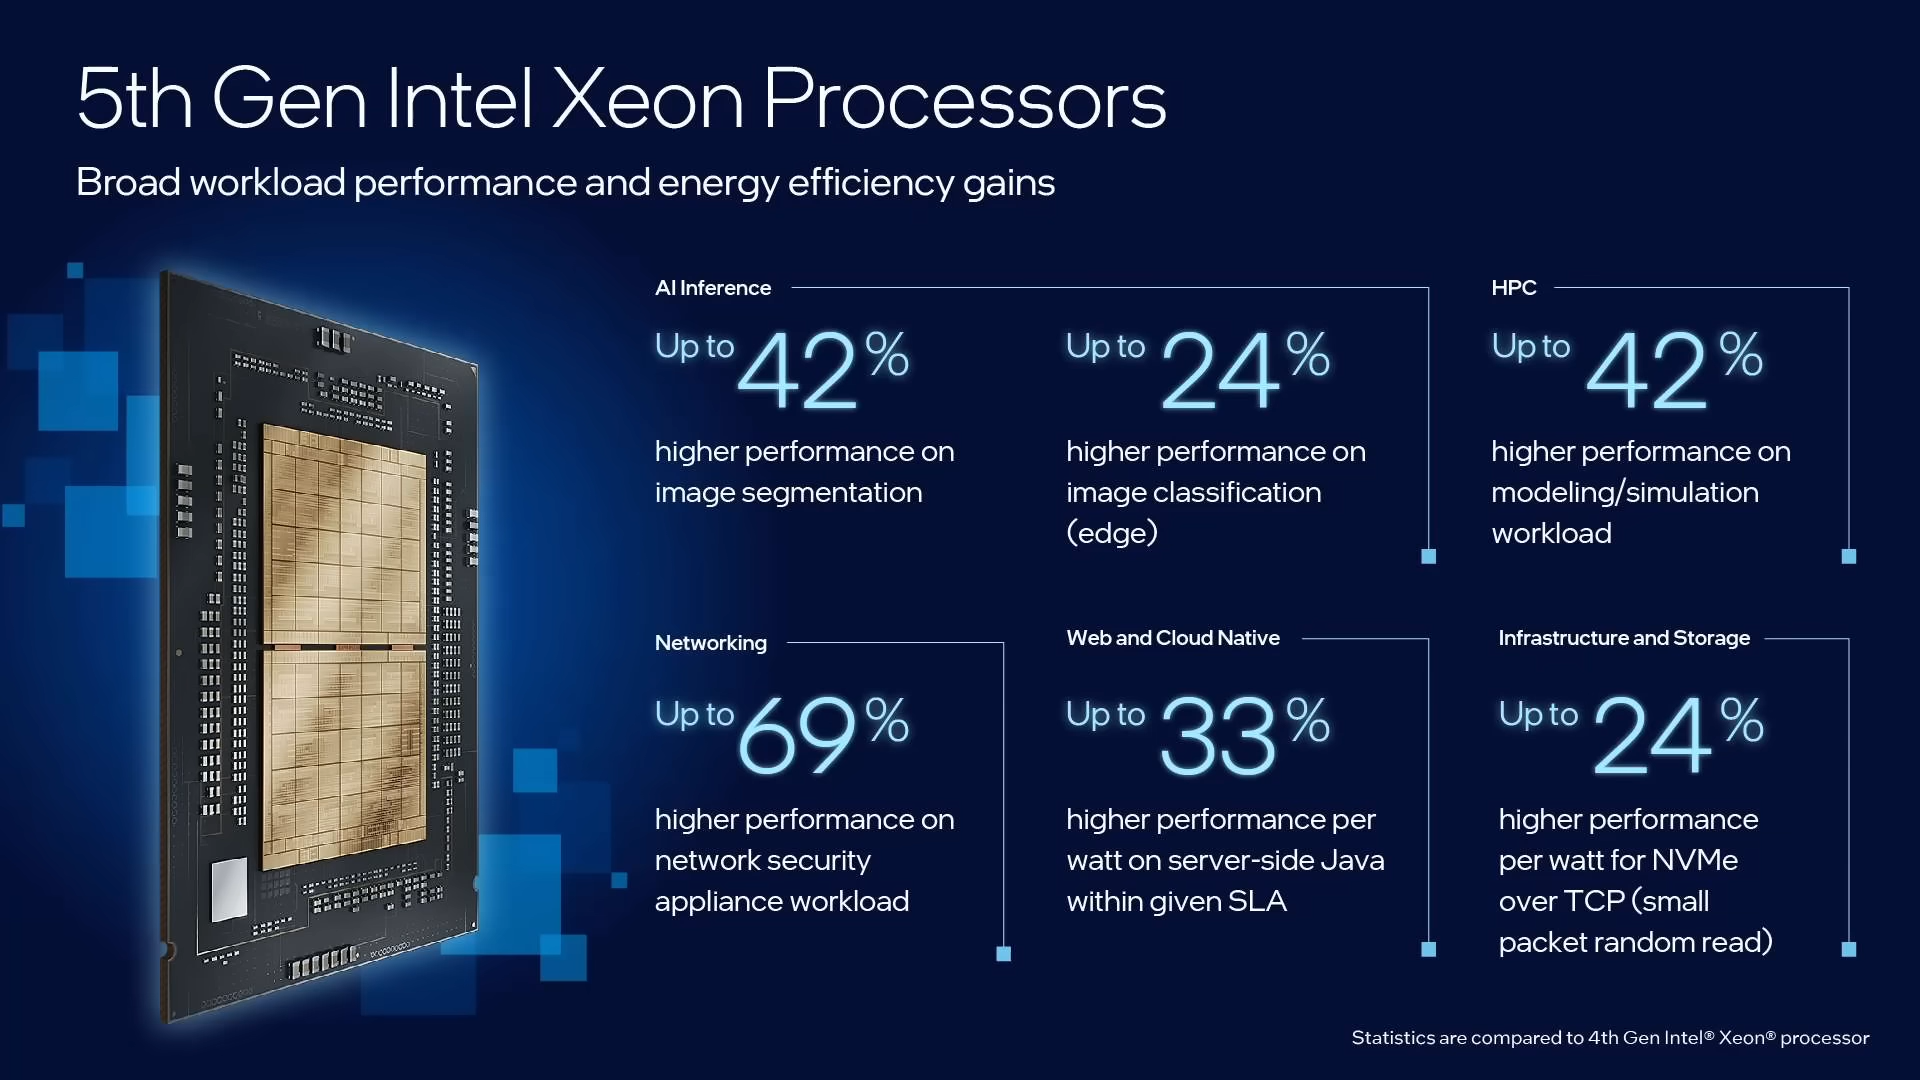 5th Gen Intel Xeon Processors
Broad workload performance and energy efficiency gains
AI Inference
Up to 42%
higher performance on
image segmentation
Up to 24%
higher performance on
image classification
(edge)
HPC
Up to 42%
higher performance on
modeling/simulation
workload
Networking
Up to 69%
higher performance on
network security
appliance workload
Web and Cloud Native
Up to 33%
higher performance per
watt on server-side Java
within given SLA
Infrastructure and Storage
Up to 24%
higher performance
per watt for NVMe
over TCP (small
packet random read)
Statistics are compared to 4th Gen Intel® Xeon® processor